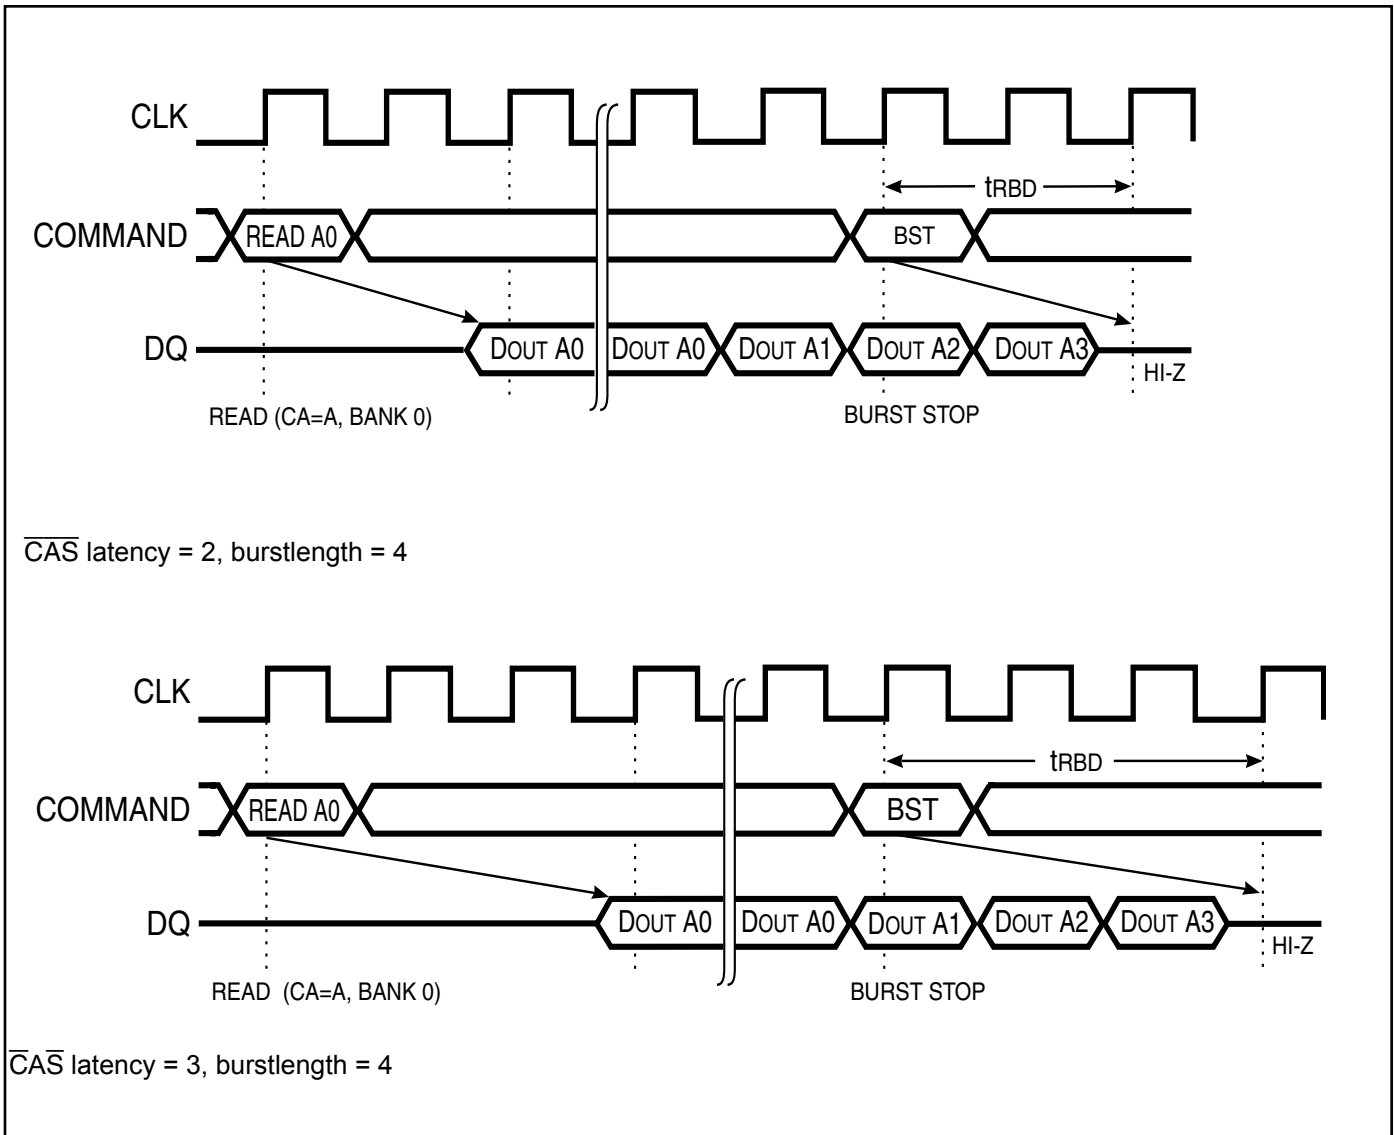 CLK
tRBD
COMMAND READ A0 BST
DQ DOUT A0 DOUT A0 DOUT A1 DOUT A2 DOUT A3
HI-Z
READ (CA=A, BANK 0) BURST STOP
CAS latency = 2, burstlength = 4
CLK
tRBD
COMMAND READ A0 BST
DQ DOUT A0 DOUT A0 DOUT A1 DOUT A2 DOUT A3
HI-Z
READ (CA=A, BANK 0) BURST STOP
CAS latency = 3, burstlength = 4